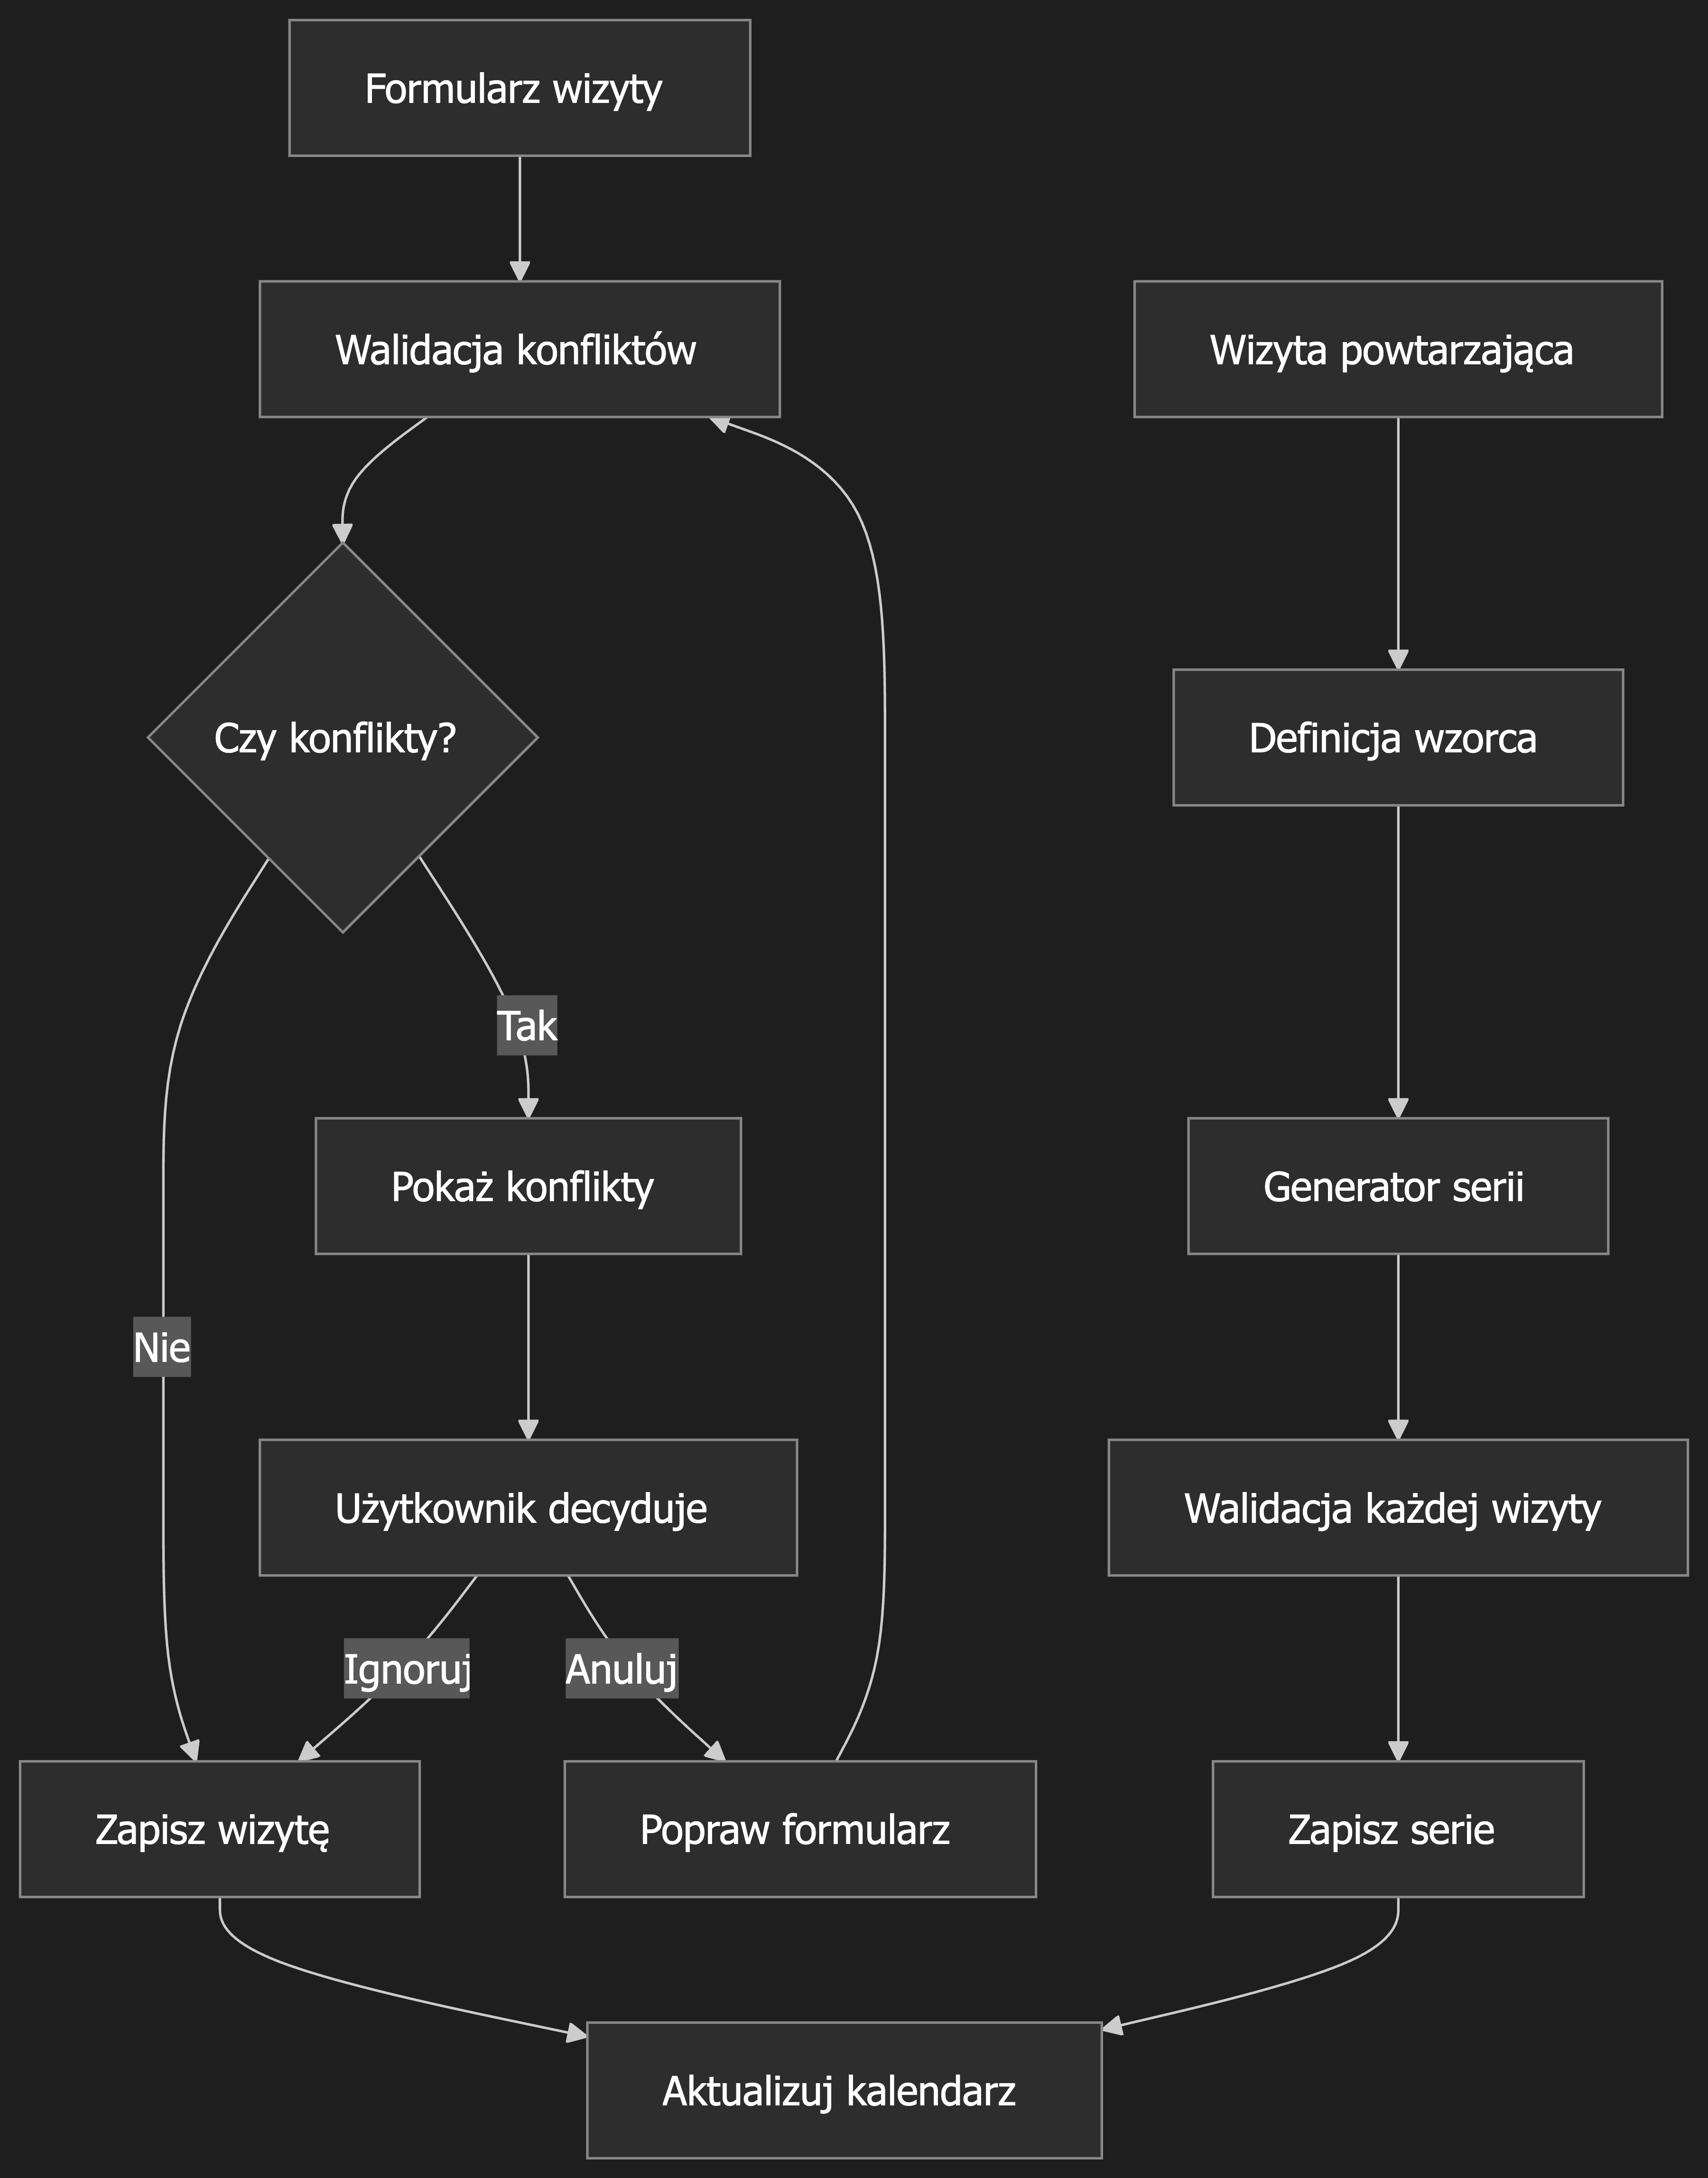 Formularz wizyty
Walidacja konfliktów
Wizyta powtarzająca
Czy konflikty?
Definicja wzorca
Tak
Pokaż konflikty
Generator serii
Nie
Użytkownik decyduje
Walidacja każdej wizyty
Ignoruj
Anuluj
Zapisz wizytę
Popraw formularz
Zapisz serie
Aktualizuj kalendarz